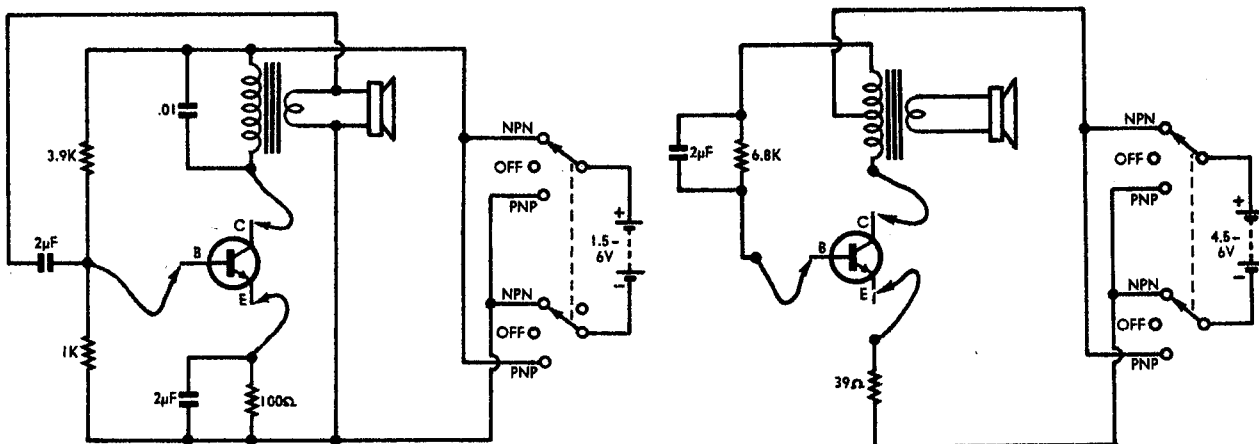 .01
3.9K
NPN
OFF
PNP
C
B
E
2µF
+
1.5-
6V
-
NPN
OFF
PNP
1K
2µF
100Ω
2µF
6.8K
NPN
OFF
PNP
C
B
E
+
4.5-
6V
-
NPN
OFF
PNP
39Ω